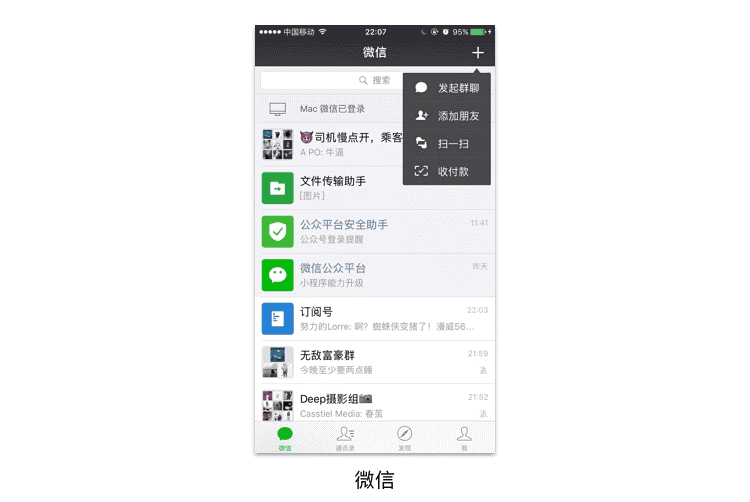 中国移动 22:07 95%
微信
搜索
发起群聊
Mac 微信已登录
添加朋友
😈司机慢点开，乘客
A PO: 牛逼
扫一扫
文件传输助手
[图片]
收付款
公众平台安全助手 11:41
公众号登录提醒
微信公众平台 昨天
小程序能力升级
订阅号 22:03
努力的Lorre: 啊？蜘蛛侠变猪了！漫威56...
无敌富豪群 21:59
今晚至少要两点睡
Deep摄影组📷 21:52
Casstiel Media: 春茧
微信 通讯录 发现 我
微信